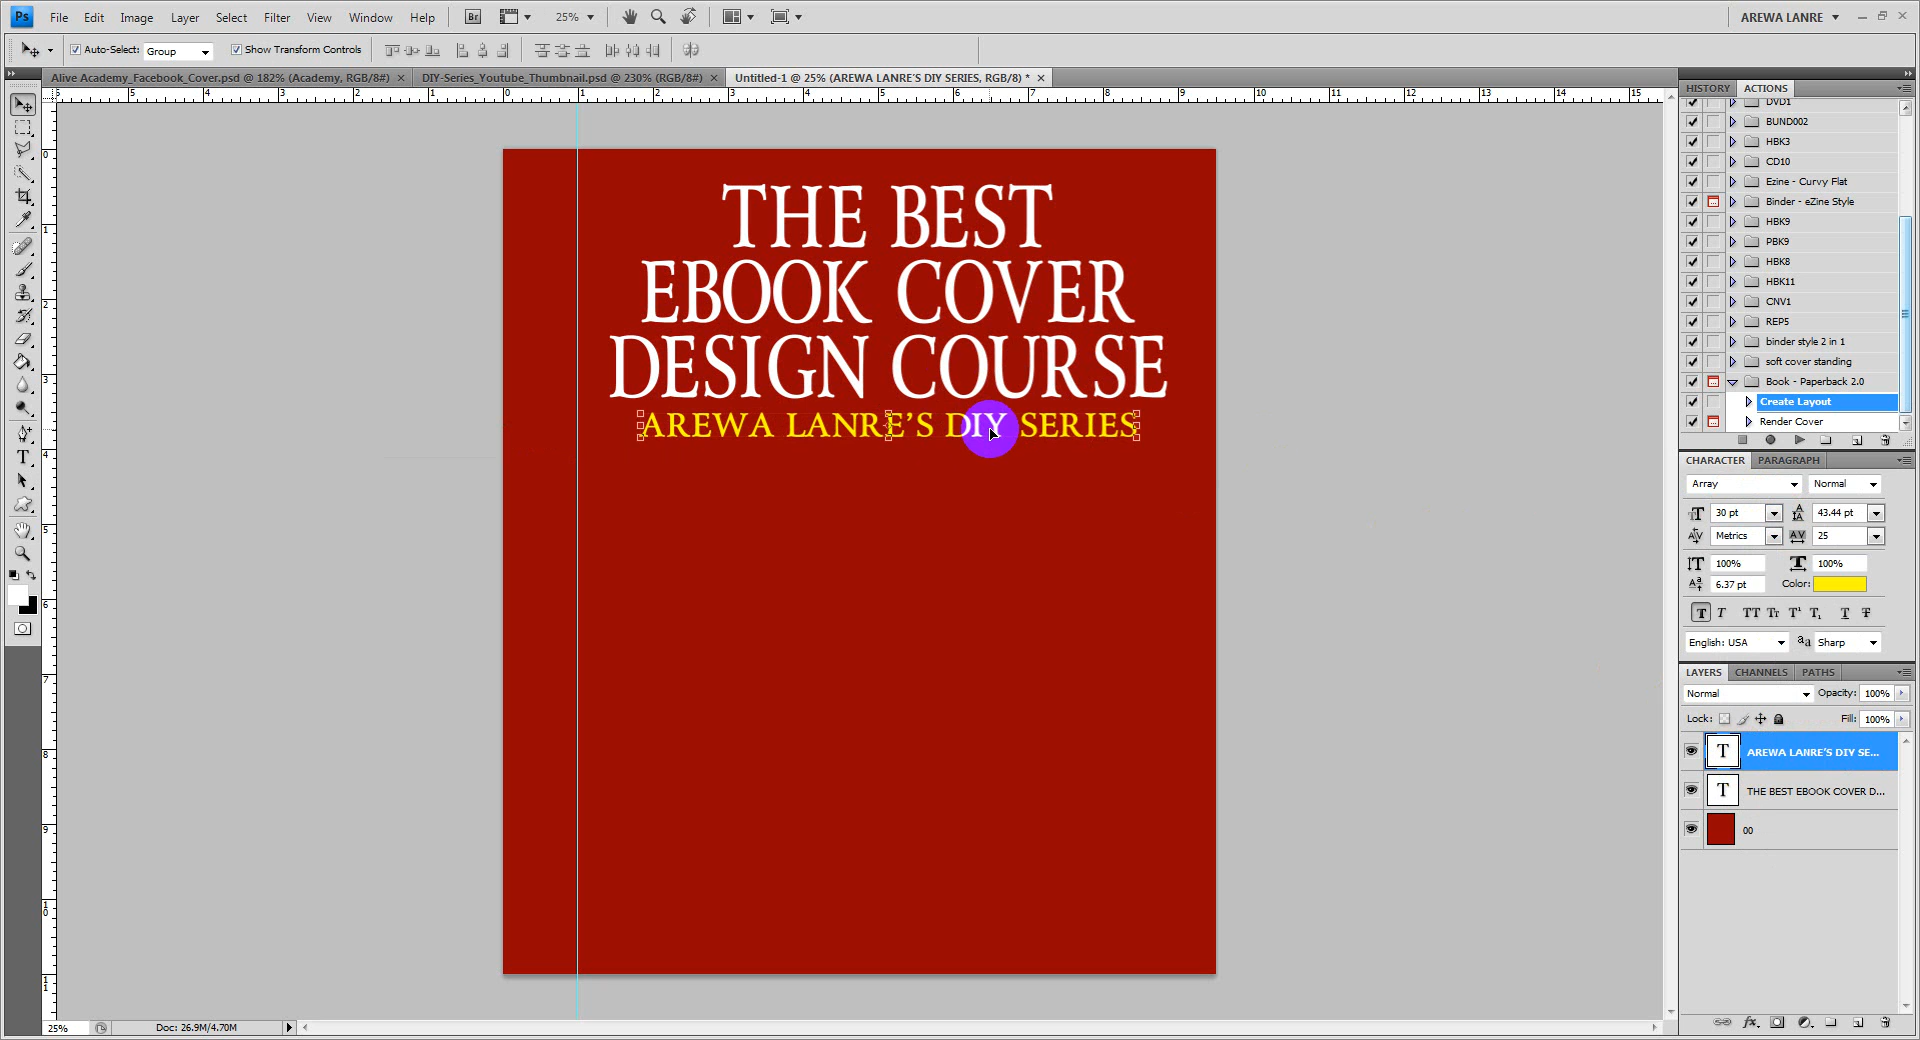 Ps File Edit Image Layer Select Filter View Window Help Br 25% AREWA LANRE
Auto-Select: Group Show Transform Controls
Alive Academy_Facebook_Cover.psd @ 182% (Academy, RGB/8#) DIY-Series_Youtube_Thumbnail.psd @ 230% (RGB/8#) Untitled-1 @ 25% (AREWA LANRE'S DIY SERIES, RGB/8) *
THE BEST
EBOOK COVER
DESIGN COURSE
AREWA LANRE'S DIY SERIES
HISTORY ACTIONS
DVD1
BUND002
HBK3
CD10
Ezine - Curvy Flat
Binder - eZine Style
HBK9
PBK9
HBK8
HBK11
CNV1
REP5
binder style 2 in 1
soft cover standing
Book - Paperback 2.0
Create Layout
Render Cover
CHARACTER PARAGRAPH
Array Normal
30 pt 43.44 pt
Metrics 25
100% 100%
6.37 pt Color:
English: USA Sharp
LAYERS CHANNELS PATHS
Normal Opacity: 100%
Lock: Fill: 100%
AREWA LANRE'S DIY SE...
THE BEST EBOOK COVER D...
00
25% Doc: 26.9M/4.70M